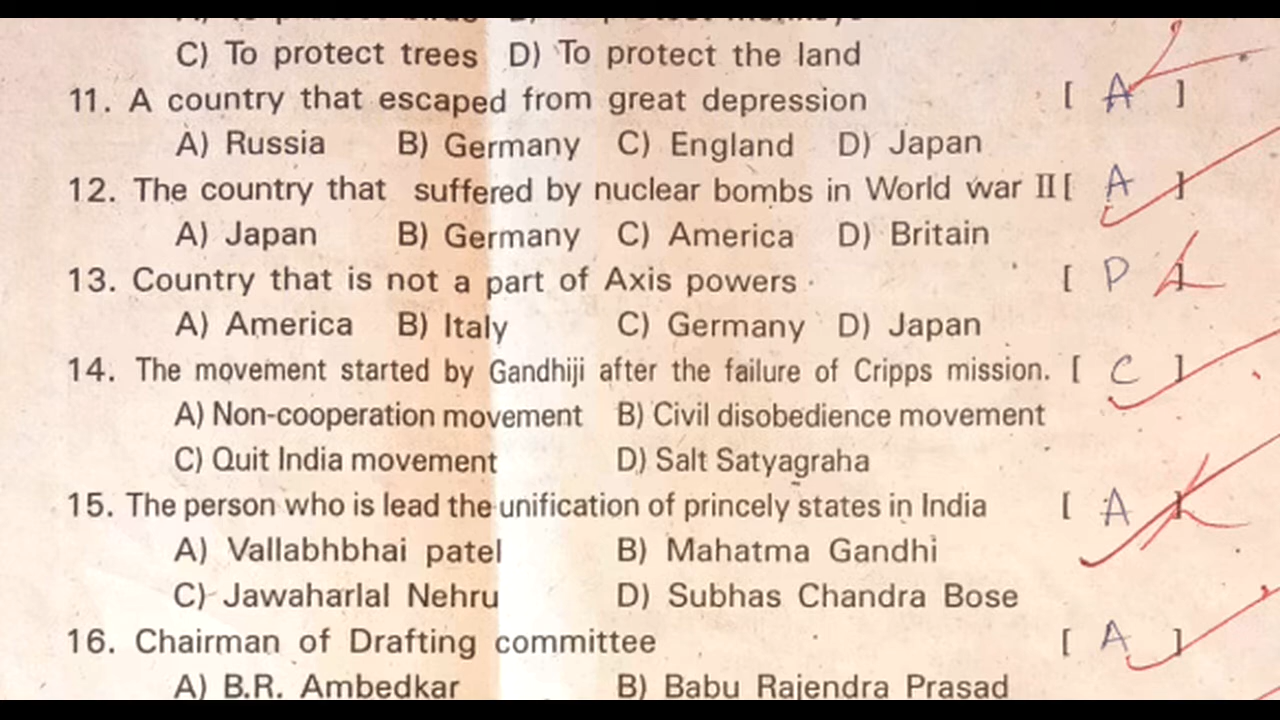 C) To protect trees D) To protect the land
11. A country that escaped from great depression [ A ]
A) Russia B) Germany C) England D) Japan
12. The country that suffered by nuclear bombs in World war II [ A ]
A) Japan B) Germany C) America D) Britain
13. Country that is not a part of Axis powers [ D ]
A) America B) Italy C) Germany D) Japan
14. The movement started by Gandhiji after the failure of Cripps mission. [ C ]
A) Non-cooperation movement B) Civil disobedience movement
C) Quit India movement D) Salt Satyagraha
15. The person who is lead the unification of princely states in India [ A ]
A) Vallabhbhai patel B) Mahatma Gandhi
C) Jawaharlal Nehru D) Subhas Chandra Bose
16. Chairman of Drafting committee [ A ]
A) B.R. Ambedkar B) Babu Rajendra Prasad